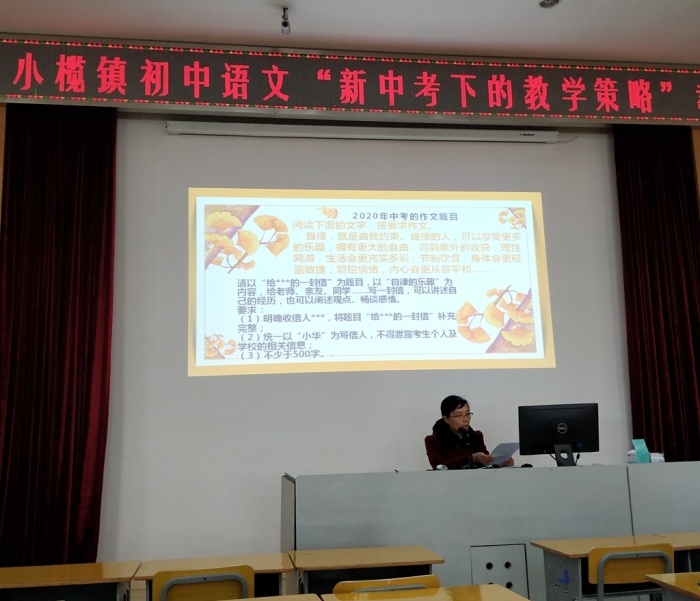 小榄镇初中语文“新中考下的教学策略”
2020年中考的作文题目
阅读下面的文字，按要求作文。
自律，就是自我约束。自律的人，可以享受更多
的乐趣，拥有更大的自由，得到意外的收获；理性
网游，生活会更充实多彩；节制饮食，身体会更轻
盈敏捷；管控情绪，内心会更从容平和……
请以“给***的一封信”为题目，以“自律的乐趣”为
内容，给老师、亲友、同学……写一封信，可以讲述自
己的经历，也可以阐述观点、畅谈感悟。
要求：
（1）明确收信人***，将题目“给***的一封信”补充
完整；
（2）统一以“小华”为写信人，不得泄露考生个人及
学校的相关信息；
（3）不少于500字。
DELL